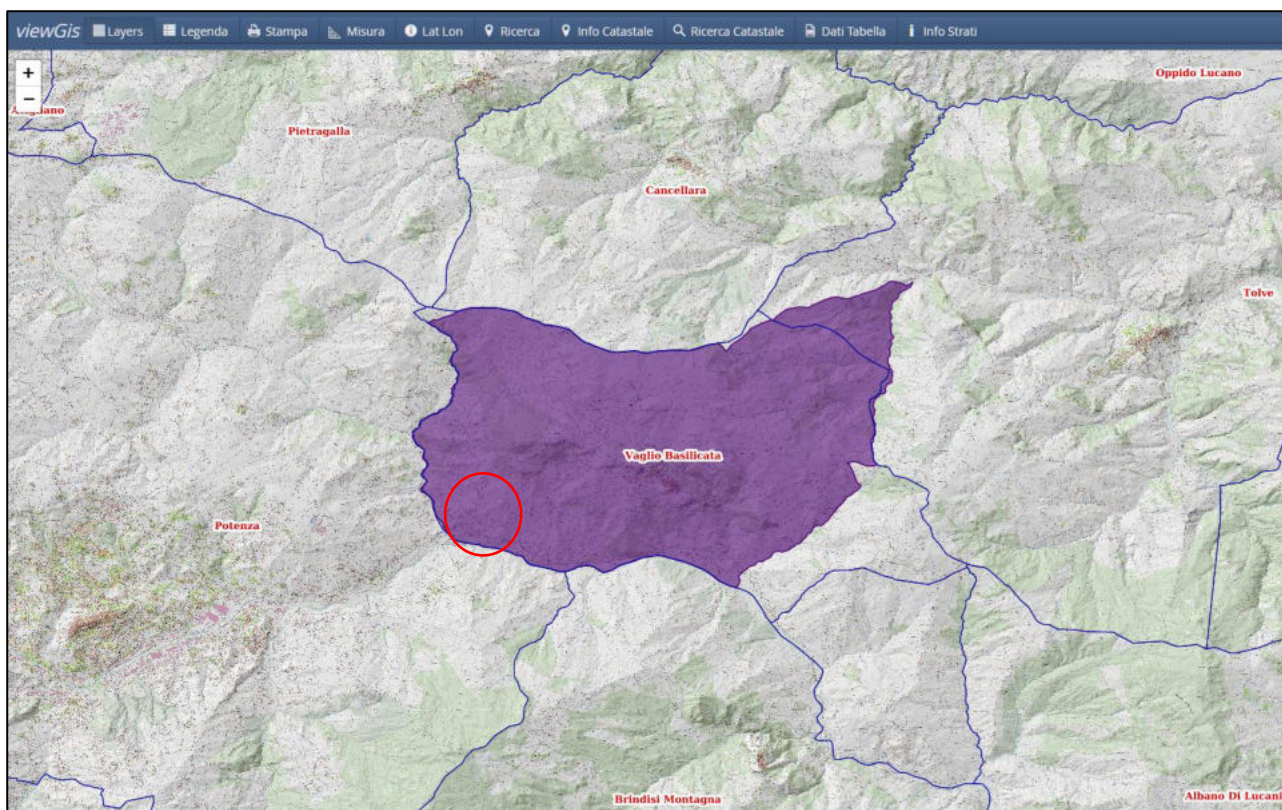 viewGis Layers Legenda Stampa Misura Lat Lon Ricerca Info Catastale Ricerca Catastale Dati Tabella Info Strati
+
−
Oppido Lucano
Pietragalla
Cancellara
Tolve
Vaglio Basilicata
Potenza
Brindisi Montagna
Albano Di Lucani